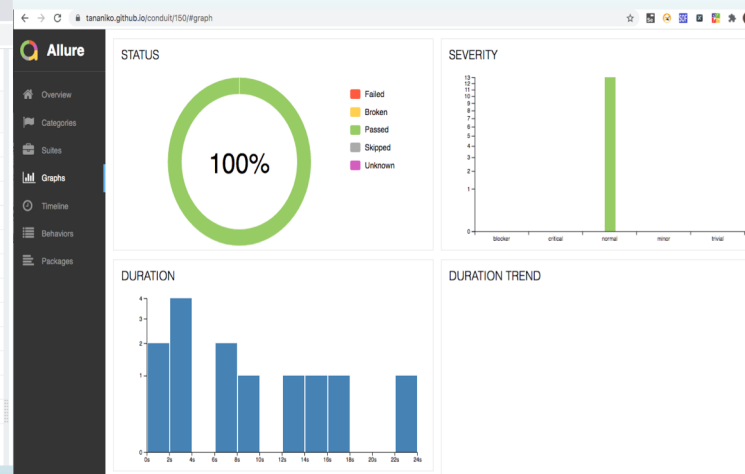 tananiko.github.io/conduit/150/#graph
Allure
Overview
Categories
Suites
Graphs
Timeline
Behaviors
Packages
STATUS
100%
Failed
Broken
Passed
Skipped
Unknown
SEVERITY
13
12
11
10
9
8
7
6
5
4
3
2
1
0
blocker critical normal minor trivial
DURATION
4
3
2
1
0
0s 2s 4s 6s 8s 10s 12s 14s 16s 18s 20s 22s 24s
DURATION TREND